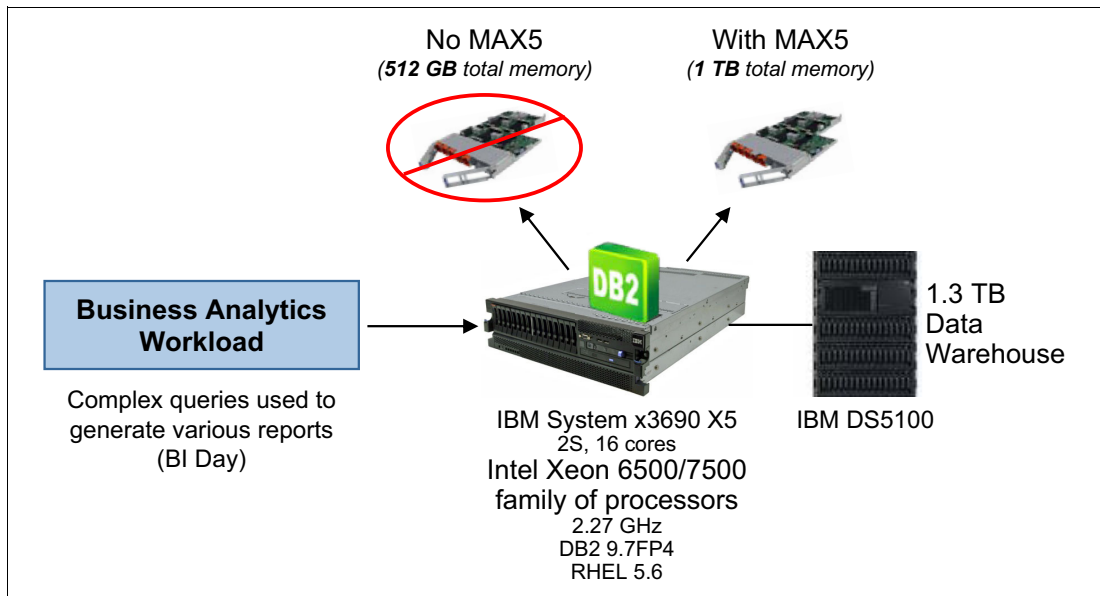 No MAX5
(512 GB total memory)
With MAX5
(1 TB total memory)
DB2
Business Analytics
Workload
Complex queries used to
generate various reports
(BI Day)
IBM System x3690 X5
2S, 16 cores
Intel Xeon 6500/7500
family of processors
2.27 GHz
DB2 9.7FP4
RHEL 5.6
1.3 TB
Data
Warehouse
IBM DS5100